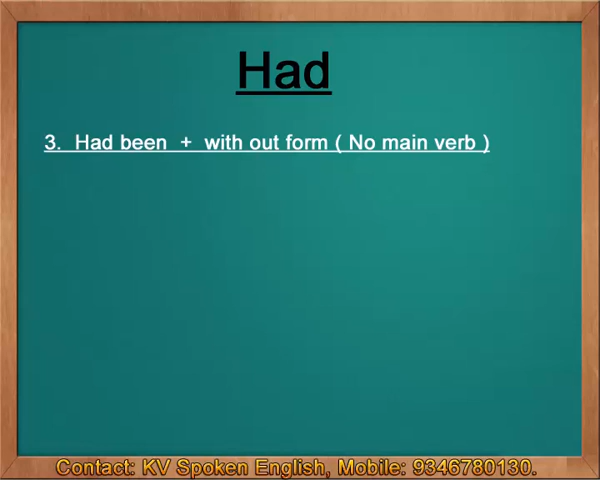 Had
3. Had been + with out form ( No main verb )
Contact: KV Spoken English, Mobile: 9346780130.